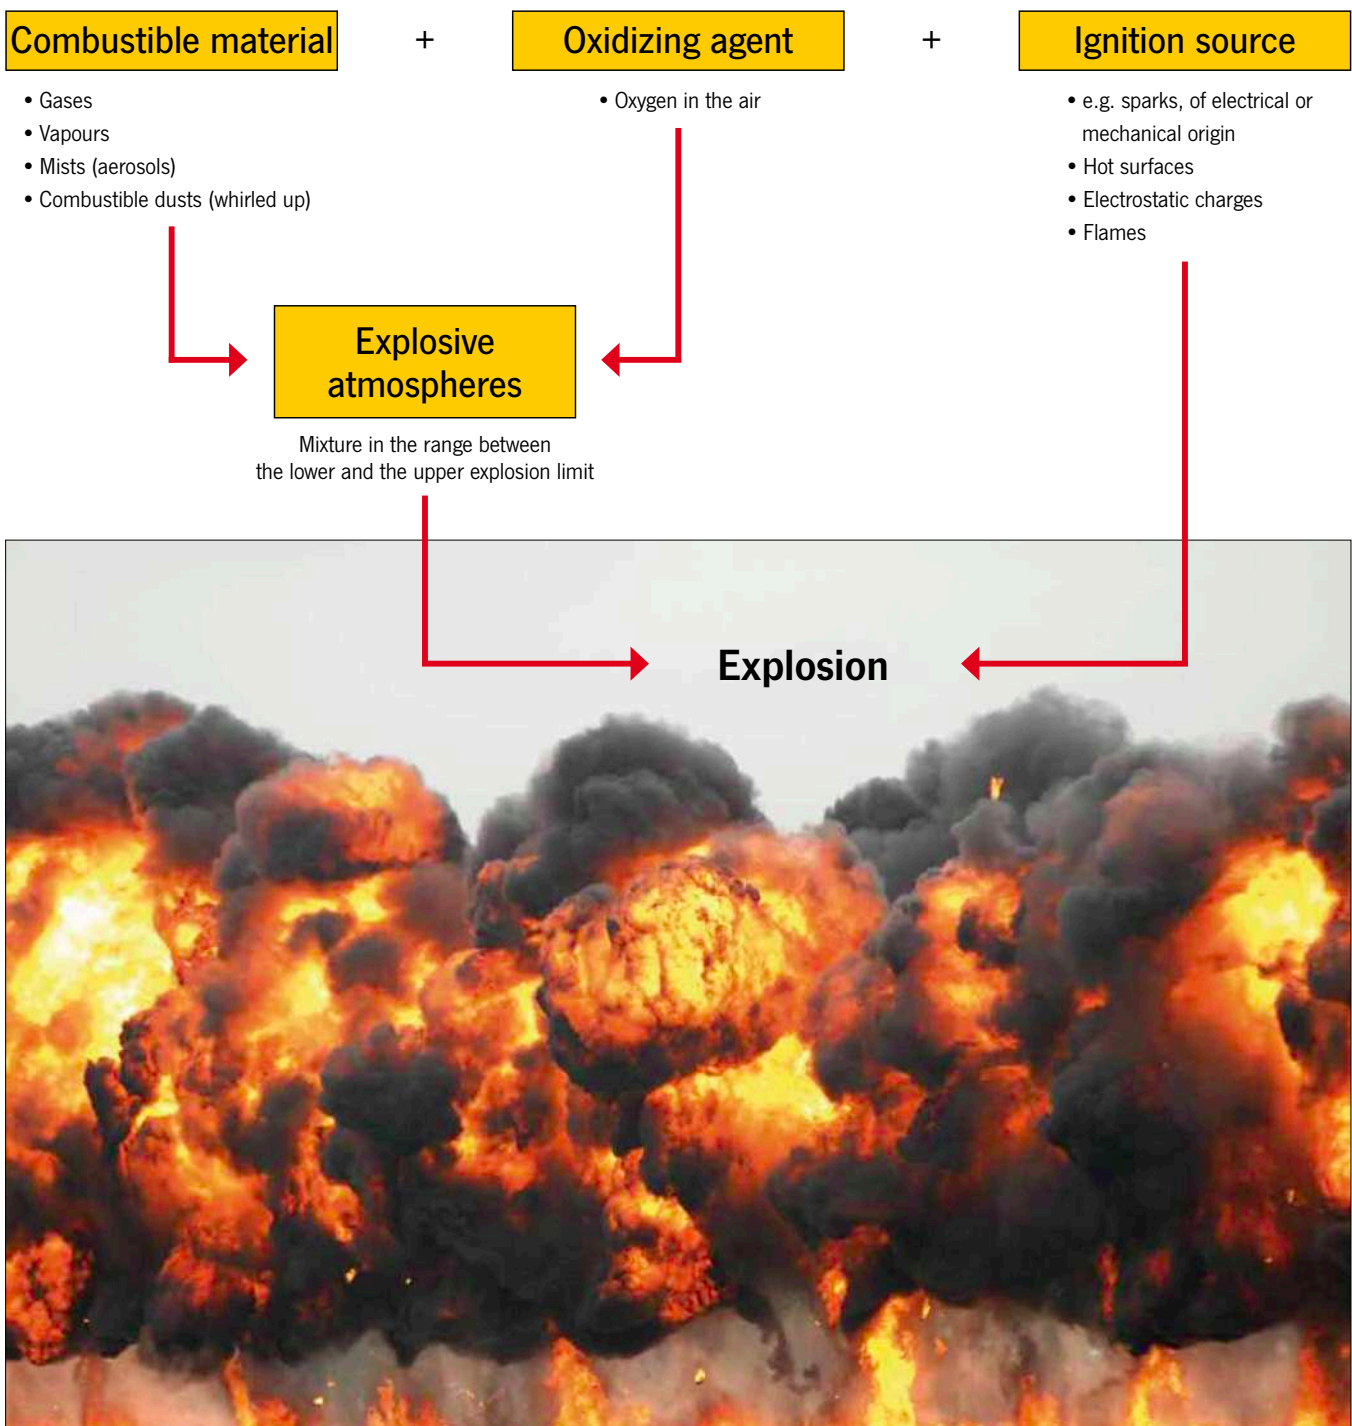 Combustible material + Oxidizing agent + Ignition source
• Gases
• Vapours
• Mists (aerosols)
• Combustible dusts (whirled up)
• Oxygen in the air
• e.g. sparks, of electrical or
mechanical origin
• Hot surfaces
• Electrostatic charges
• Flames
Explosive
atmospheres
Mixture in the range between
the lower and the upper explosion limit
Explosion